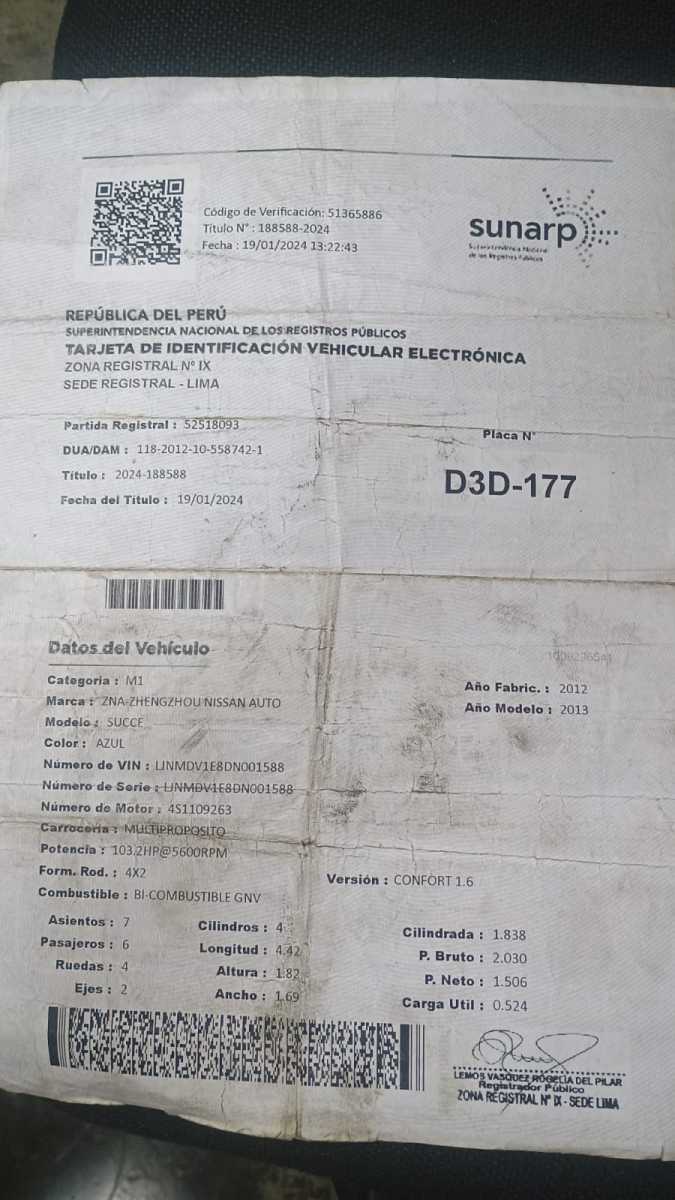 Código de Verificación: 51365886
Título N° : 188588-2024
Fecha : 19/01/2024 13:22:43
sunarp
Superintendencia Nacional
de los Registros Públicos
REPÚBLICA DEL PERÚ
SUPERINTENDENCIA NACIONAL DE LOS REGISTROS PÚBLICOS
TARJETA DE IDENTIFICACIÓN VEHICULAR ELECTRÓNICA
ZONA REGISTRAL N° IX
SEDE REGISTRAL - LIMA
Partida Registral : 52518093
DUA/DAM : 118-2012-10-558742-1
Título : 2024-188588
Fecha del Título : 19/01/2024
Placa N°
D3D-177
Datos del Vehículo
Categoria : M1
Marca : ZNA-ZHENGZHOU NISSAN AUTO
Modelo : SUCCE
Color : AZUL
Número de VIN : LJNMDV1E8DN001588
Número de Serie : LJNMDV1E8DN001588
Número de Motor : 4S1109263
Carrocería : MULTIPROPOSITO
Potencia : 103.2HP@5600RPM
Form. Rod. : 4X2
Combustible : BI-COMBUSTIBLE GNV
Año Fabric. : 2012
Año Modelo : 2013
Versión : CONFORT 1.6
Asientos : 7
Pasajeros : 6
Ruedas : 4
Ejes : 2
Cilindros : 4
Longitud : 4.42
Altura : 1.82
Ancho : 1.69
Cilindrada : 1.838
P. Bruto : 2.030
P. Neto : 1.506
Carga Util : 0.524
LEMOS VASQUEZ ROGELIA DEL PILAR
Registrador Público
ZONA REGISTRAL N° IX - SEDE LIMA